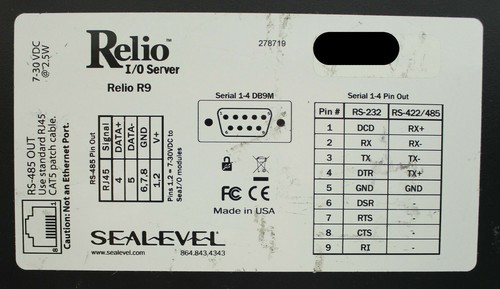 7-30 VDC
@2.5W
Relio™
I/O Server
Relio R9
278719
RS-485 OUT
Use standard RJ45
CAT5 patch cable.
Caution: Not an Ethernet Port.
1
8
RS-485 Pin Out
RJ45 Signal
4 DATA+
5 DATA-
6,7,8 GND
1,2 V+
Pins 1,2 = 7-30VDC to
SeaI/O modules
Serial 1-4 DB9M
FC CE
Made in USA
SEALEVEL
sealevel.com 864.843.4343
Serial 1-4 Pin Out
Pin # RS-232 RS-422/485
1 DCD RX+
2 RX RX-
3 TX TX-
4 DTR TX+
5 GND GND
6 DSR -
7 RTS -
8 CTS -
9 RI -